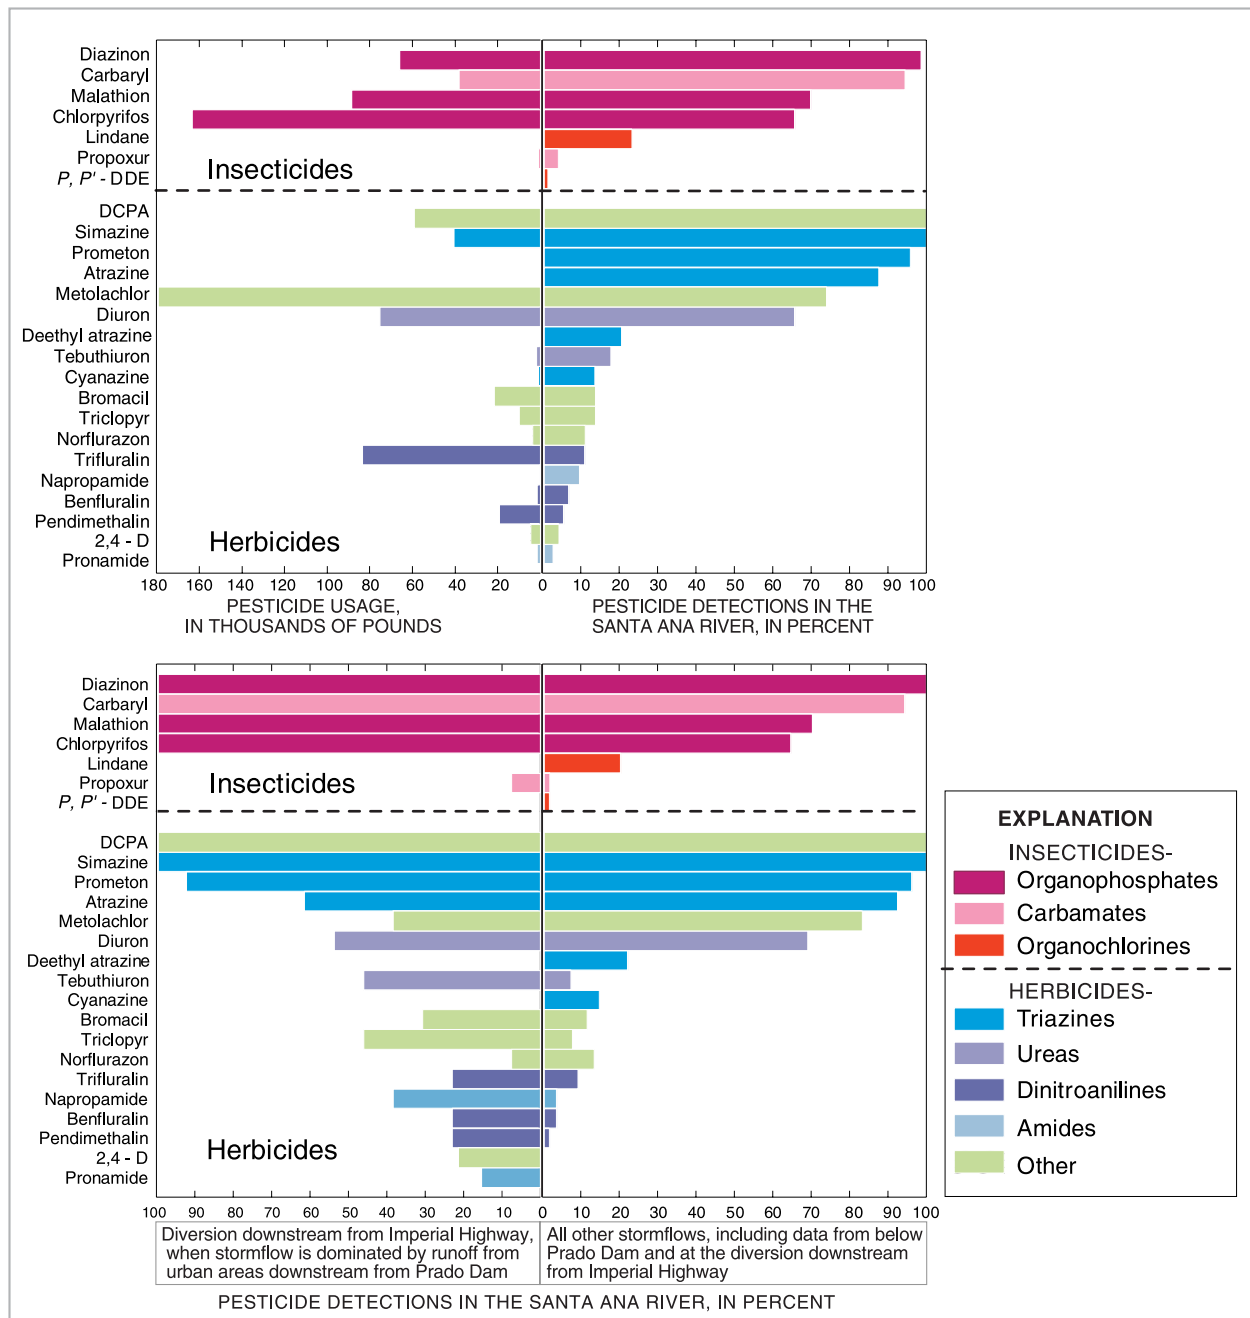 Diazinon
Carbaryl
Malathion
Chlorpyrifos
Lindane
Propoxur
P, P' - DDE
Insecticides
DCPA
Simazine
Prometon
Atrazine
Metolachlor
Diuron
Deethyl atrazine
Tebuthiuron
Cyanazine
Bromacil
Triclopyr
Norflurazon
Trifluralin
Napropamide
Benfluralin
Pendimethalin
2,4 - D
Pronamide
Herbicides
180 160 140 120 100 80 60 40 20 0 10 20 30 40 50 60 70 80 90 100
PESTICIDE USAGE,
IN THOUSANDS OF POUNDS
PESTICIDE DETECTIONS IN THE
SANTA ANA RIVER, IN PERCENT
Diazinon
Carbaryl
Malathion
Chlorpyrifos
Lindane
Propoxur
P, P' - DDE
Insecticides
DCPA
Simazine
Prometon
Atrazine
Metolachlor
Diuron
Deethyl atrazine
Tebuthiuron
Cyanazine
Bromacil
Triclopyr
Norflurazon
Trifluralin
Napropamide
Benfluralin
Pendimethalin
2,4 - D
Pronamide
Herbicides
100 90 80 70 60 50 40 30 20 10 0 10 20 30 40 50 60 70 80 90 100
Diversion downstream from Imperial Highway,
when stormflow is dominated by runoff from
urban areas downstream from Prado Dam
All other stormflows, including data from below
Prado Dam and at the diversion downstream
from Imperial Highway
PESTICIDE DETECTIONS IN THE SANTA ANA RIVER, IN PERCENT
EXPLANATION
INSECTICIDES-
Organophosphates
Carbamates
Organochlorines
HERBICIDES-
Triazines
Ureas
Dinitroanilines
Amides
Other